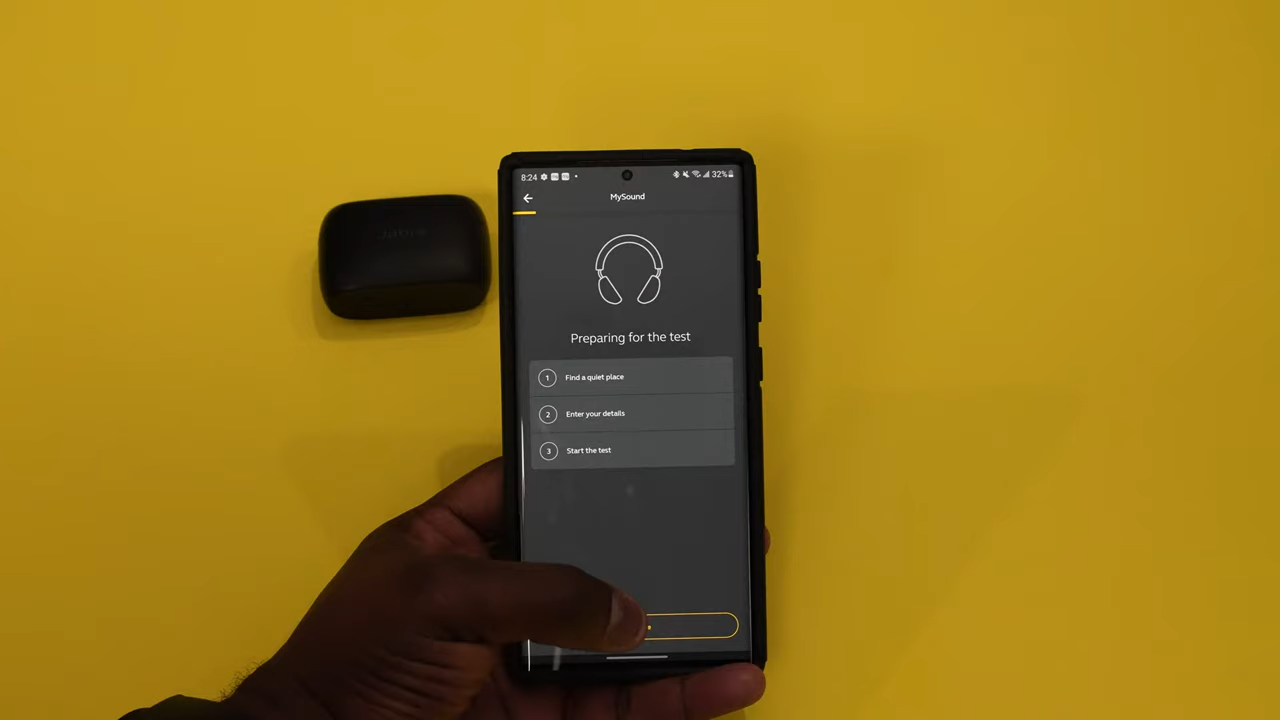 8:24
32%
MySound
Preparing for the test
1 Find a quiet place
2 Enter your details
3 Start the test
Jabra